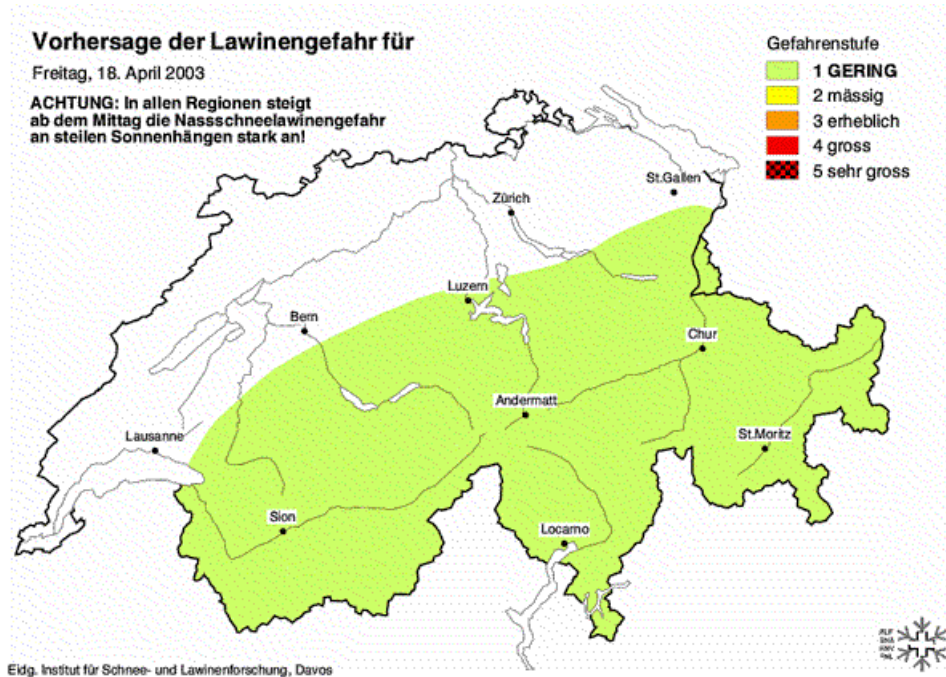 Vorhersage der Lawinengefahr für
Freitag, 18. April 2003
ACHTUNG: In allen Regionen steigt
ab dem Mittag die Nassschneelawinengefahr
an steilen Sonnenhängen stark an!
Gefahrenstufe
1 GERING
2 mässig
3 erheblich
4 gross
5 sehr gross
St.Gallen
Zürich
Luzern
Bern
Chur
Andermatt
Lausanne
St.Moritz
Sion
Locarno
Eidg. Institut für Schnee- und Lawinenforschung, Davos